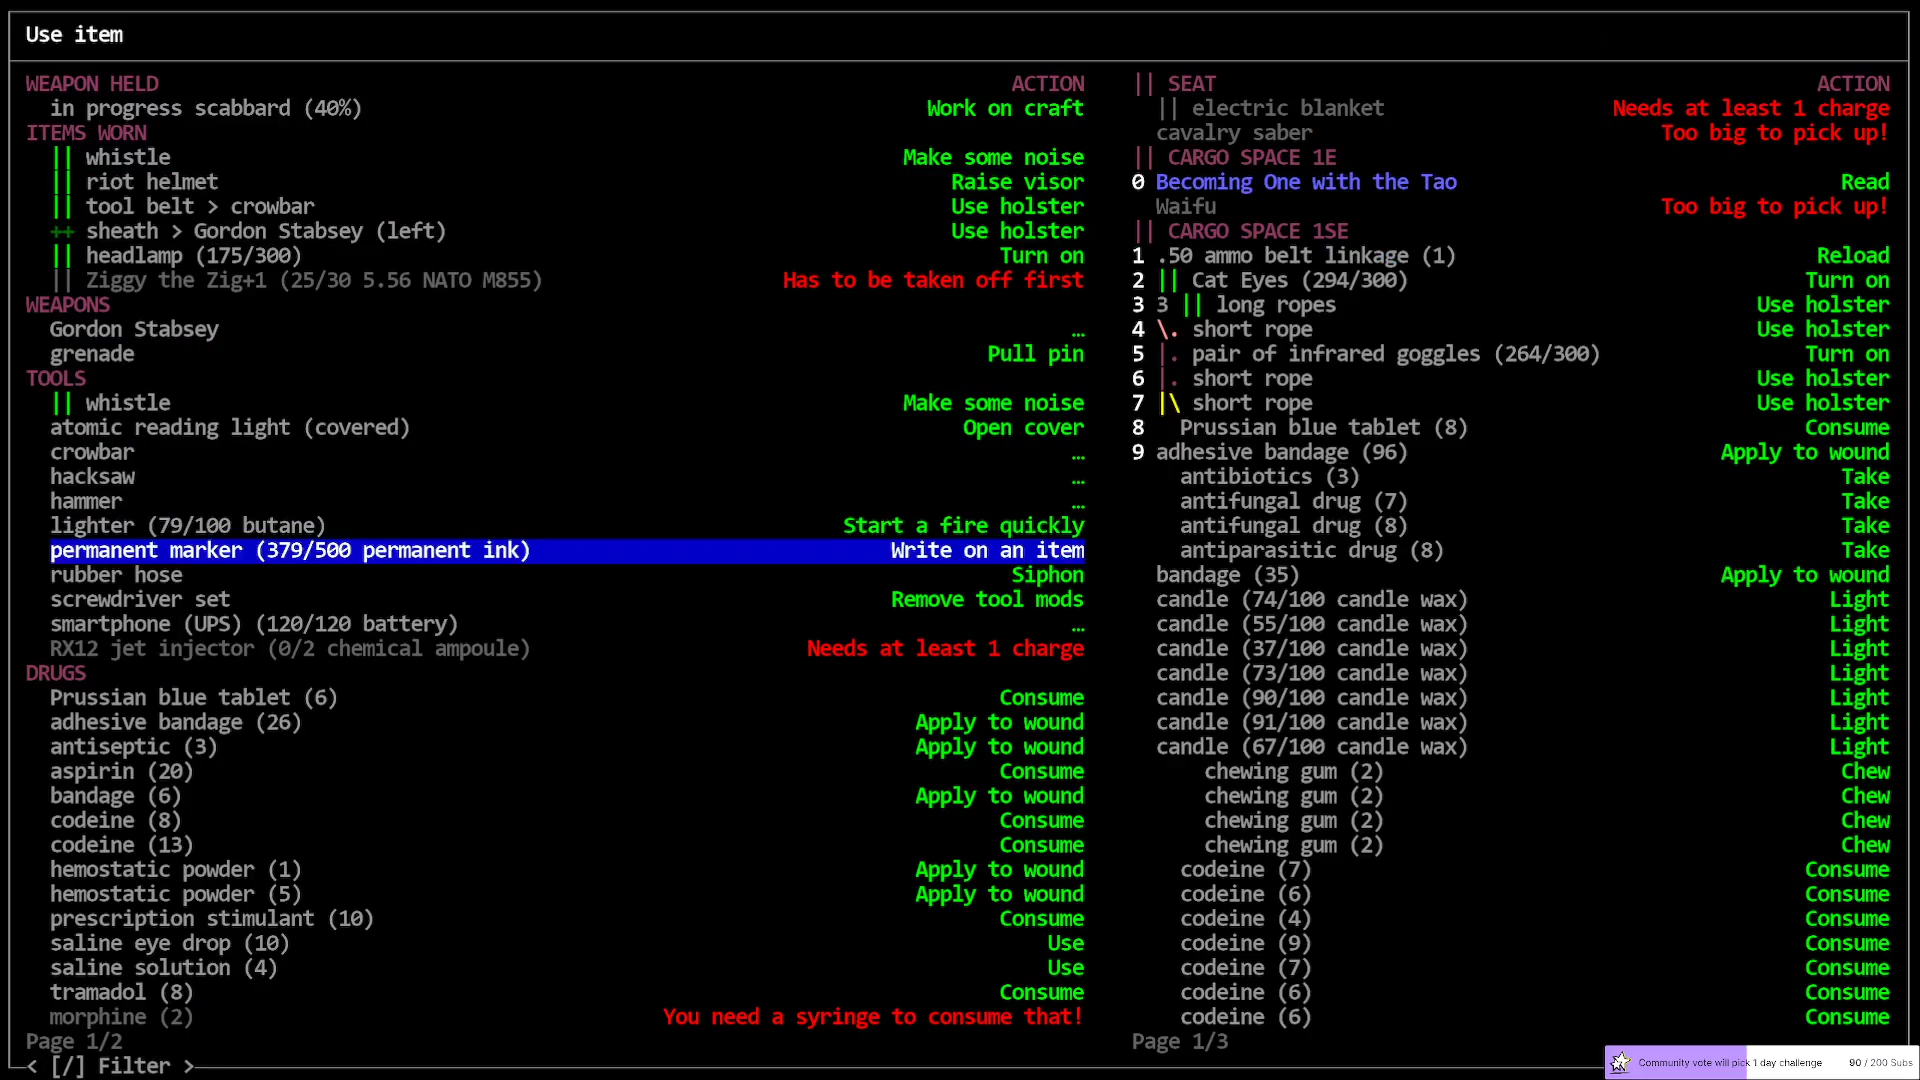 Use item
WEAPON HELD ACTION
in progress scabbard (40%) Work on craft
ITEMS WORN
|| whistle Make some noise
|| riot helmet Raise visor
|| tool belt > crowbar Use holster
++ sheath > Gordon Stabsey (left) Use holster
|| headlamp (175/300) Turn on
|| Ziggy the Zig+1 (25/30 5.56 NATO M855) Has to be taken off first
WEAPONS
Gordon Stabsey …
grenade Pull pin
TOOLS
|| whistle Make some noise
atomic reading light (covered) Open cover
crowbar …
hacksaw …
hammer …
lighter (79/100 butane) Start a fire quickly
permanent marker (379/500 permanent ink) Write on an item
rubber hose Siphon
screwdriver set Remove tool mods
smartphone (UPS) (120/120 battery) …
RX12 jet injector (0/2 chemical ampoule) Needs at least 1 charge
DRUGS
Prussian blue tablet (6) Consume
adhesive bandage (26) Apply to wound
antiseptic (3) Apply to wound
aspirin (20) Consume
bandage (6) Apply to wound
codeine (8) Consume
codeine (13) Consume
hemostatic powder (1) Apply to wound
hemostatic powder (5) Apply to wound
prescription stimulant (10) Consume
saline eye drop (10) Use
saline solution (4) Use
tramadol (8) Consume
morphine (2) You need a syringe to consume that!
Page 1/2
< [/] Filter >
|| SEAT ACTION
|| electric blanket Needs at least 1 charge
cavalry saber Too big to pick up!
|| CARGO SPACE 1E
0 Becoming One with the Tao Read
Waifu Too big to pick up!
|| CARGO SPACE 1SE
1 .50 ammo belt linkage (1) Reload
2 || Cat Eyes (294/300) Turn on
3 3 || long ropes Use holster
4 \. short rope Use holster
5 |. pair of infrared goggles (264/300) Turn on
6 |. short rope Use holster
7 |\ short rope Use holster
8 Prussian blue tablet (8) Consume
9 adhesive bandage (96) Apply to wound
antibiotics (3) Take
antifungal drug (7) Take
antifungal drug (8) Take
antiparasitic drug (8) Take
bandage (35) Apply to wound
candle (74/100 candle wax) Light
candle (55/100 candle wax) Light
candle (37/100 candle wax) Light
candle (73/100 candle wax) Light
candle (90/100 candle wax) Light
candle (91/100 candle wax) Light
candle (67/100 candle wax) Light
chewing gum (2) Chew
chewing gum (2) Chew
chewing gum (2) Chew
chewing gum (2) Chew
codeine (7) Consume
codeine (6) Consume
codeine (4) Consume
codeine (9) Consume
codeine (7) Consume
codeine (6) Consume
codeine (6) Consume
Page 1/3
Community vote will pick 1 day challenge 90 / 200 Subs